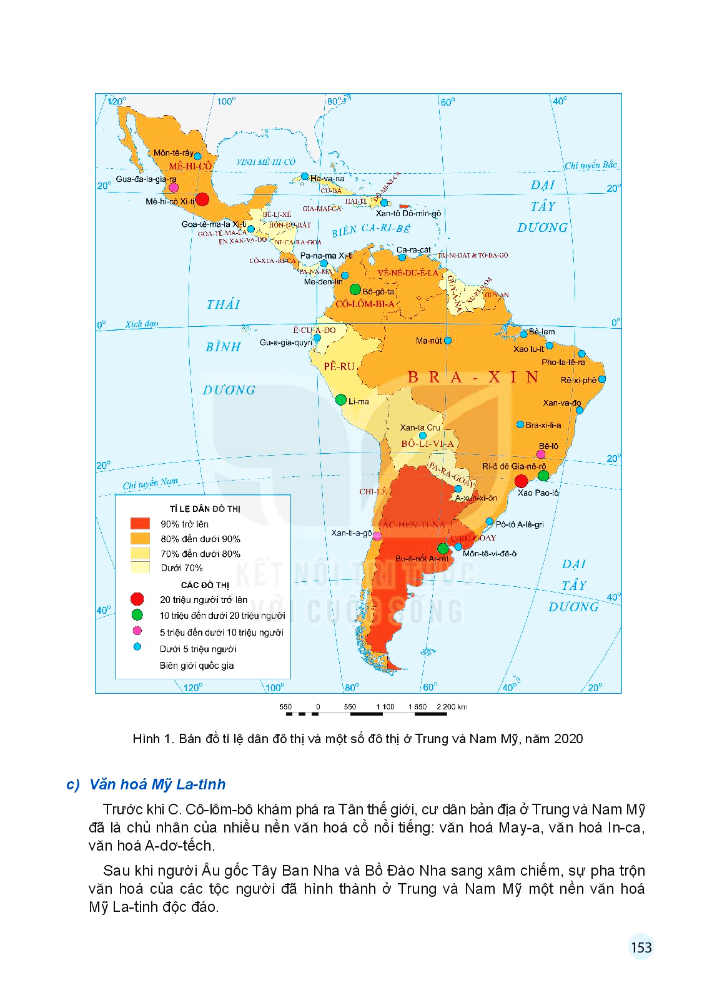 120° 100° 80° 60° 40°
Môn-tê-rây
MÊ-HI-CÔ
VỊNH MÊ-HI-CÔ
Chí tuyến Bắc
Gua-đa-la-gia-ra
Ha-va-na
20°
CU-BA
ĐÔ-MI-NI-CA
ĐẠI
20°
Mê-hi-cô Xi-ti
HAI-TI
GIA-MAI-CA
Xan-tô Đô-min-gô
TÂY
BÊ-LI-XÊ
Goa-tê-ma-la Xi-ti
HÔN-ĐU-RÁT
BIỂN CA-RI-BÊ
DƯƠNG
GOA-TÊ-MA-LA
EN XAN-VA-ĐO
NI-CA-RA-GOA
Ca-ra-cát
CÔ-XTA-RI-CA
Pa-na-ma Xi-ti
TRI-NI-ĐÁT & TÔ-BA-GÔ
PA-NA-MA
VÊ-NÊ-DU-Ê-LA
Me-đen-lin
Bô-gô-ta
GUY-A-NA
XU-RI-NAM
GUY-AN
THÁI
CÔ-LÔM-BI-A
0°
Xích đạo
0°
Ê-CU-A-ĐO
Bê-lem
BÌNH
Gu-a-gia-quyn
Ma-nút
Xao lu-it
PÊ-RU
Pho-ta-lê-ra
BRA-XIN
Rê-xi-phê
DƯƠNG
Li-ma
Xan-va-đo
Xan-ta Cru
Bra-xi-li-a
BÔ-LI-VI-A
Bê-lô
20°
20°
PA-RA-GOAY
Ri-ô đê Gia-nê-rô
Chí tuyến Nam
CHI-LÊ
A-xun-xi-ôn
Xao Pao-lô
ÁC-HEN-TI-NA
Pô-tô A-lê-gri
Xan-ti-a-gô
U-RU-GOAY
Môn-tê-vi-đê-ô
Bu-ê-nốt Ai-rét
ĐẠI
TÂY
DƯƠNG
40°
40°
TỈ LỆ DÂN ĐÔ THỊ
90% trở lên
80% đến dưới 90%
70% đến dưới 80%
Dưới 70%
CÁC ĐÔ THỊ
20 triệu người trở lên
10 triệu đến dưới 20 triệu người
5 triệu đến dưới 10 triệu người
Dưới 5 triệu người
Biên giới quốc gia
KẾT NỐI TRI THỨC
VỚI CUỘC SỐNG
120° 100° 80° 60° 40° 20°
550 0 550 1 100 1 650 2 200 km
Hình 1. Bản đồ tỉ lệ dân đô thị và một số đô thị ở Trung và Nam Mỹ, năm 2020
c) Văn hoá Mỹ La-tinh
Trước khi C. Cô-lôm-bô khám phá ra Tân thế giới, cư dân bản địa ở Trung và Nam Mỹ
đã là chủ nhân của nhiều nền văn hoá cổ nổi tiếng: văn hoá May-a, văn hoá In-ca,
văn hoá A-dơ-tếch.
Sau khi người Âu gốc Tây Ban Nha và Bồ Đào Nha sang xâm chiếm, sự pha trộn
văn hoá của các tộc người đã hình thành ở Trung và Nam Mỹ một nền văn hoá
Mỹ La-tinh độc đáo.
153